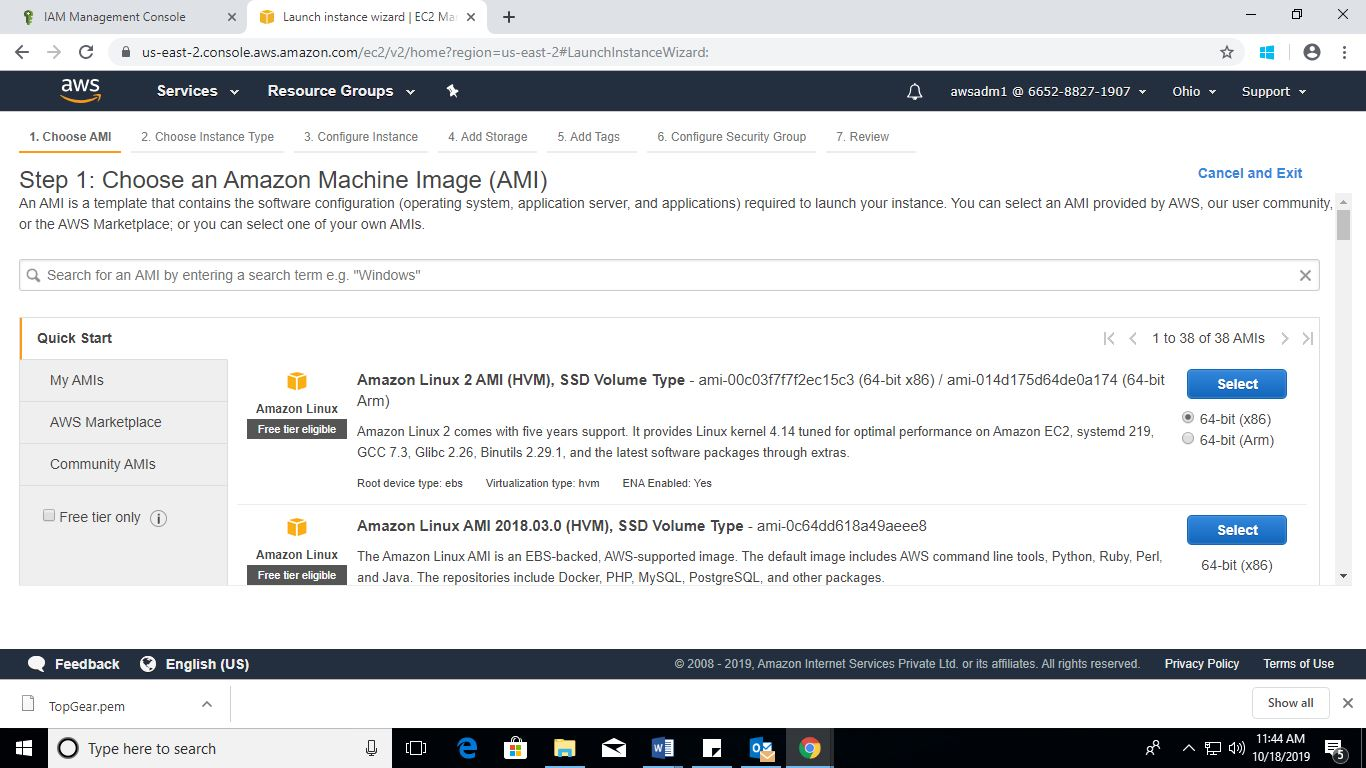 IAM Management Console
Launch instance wizard | EC2 Ma
us-east-2.console.aws.amazon.com/ec2/v2/home?region=us-east-2#LaunchInstanceWizard:
aws
Services
Resource Groups
awsadm1 @ 6652-8827-1907
Ohio
Support
1. Choose AMI
2. Choose Instance Type
3. Configure Instance
4. Add Storage
5. Add Tags
6. Configure Security Group
7. Review
Step 1: Choose an Amazon Machine Image (AMI)
Cancel and Exit
An AMI is a template that contains the software configuration (operating system, application server, and applications) required to launch your instance. You can select an AMI provided by AWS, our user community,
or the AWS Marketplace; or you can select one of your own AMIs.
Search for an AMI by entering a search term e.g. "Windows"
Quick Start
1 to 38 of 38 AMIs
My AMIs
AWS Marketplace
Community AMIs
Free tier only
Amazon Linux
Free tier eligible
Amazon Linux 2 AMI (HVM), SSD Volume Type - ami-00c03f7f7f2ec15c3 (64-bit x86) / ami-014d175d64de0a174 (64-bit
Arm)
Amazon Linux 2 comes with five years support. It provides Linux kernel 4.14 tuned for optimal performance on Amazon EC2, systemd 219,
GCC 7.3, Glibc 2.26, Binutils 2.29.1, and the latest software packages through extras.
Root device type: ebs
Virtualization type: hvm
ENA Enabled: Yes
Select
64-bit (x86)
64-bit (Arm)
Amazon Linux
Free tier eligible
Amazon Linux AMI 2018.03.0 (HVM), SSD Volume Type - ami-0c64dd618a49aeee8
The Amazon Linux AMI is an EBS-backed, AWS-supported image. The default image includes AWS command line tools, Python, Ruby, Perl,
and Java. The repositories include Docker, PHP, MySQL, PostgreSQL, and other packages.
Select
64-bit (x86)
Feedback
English (US)
© 2008 - 2019, Amazon Internet Services Private Ltd. or its affiliates. All rights reserved.
Privacy Policy
Terms of Use
TopGear.pem
Show all
Type here to search
11:44 AM
10/18/2019
5